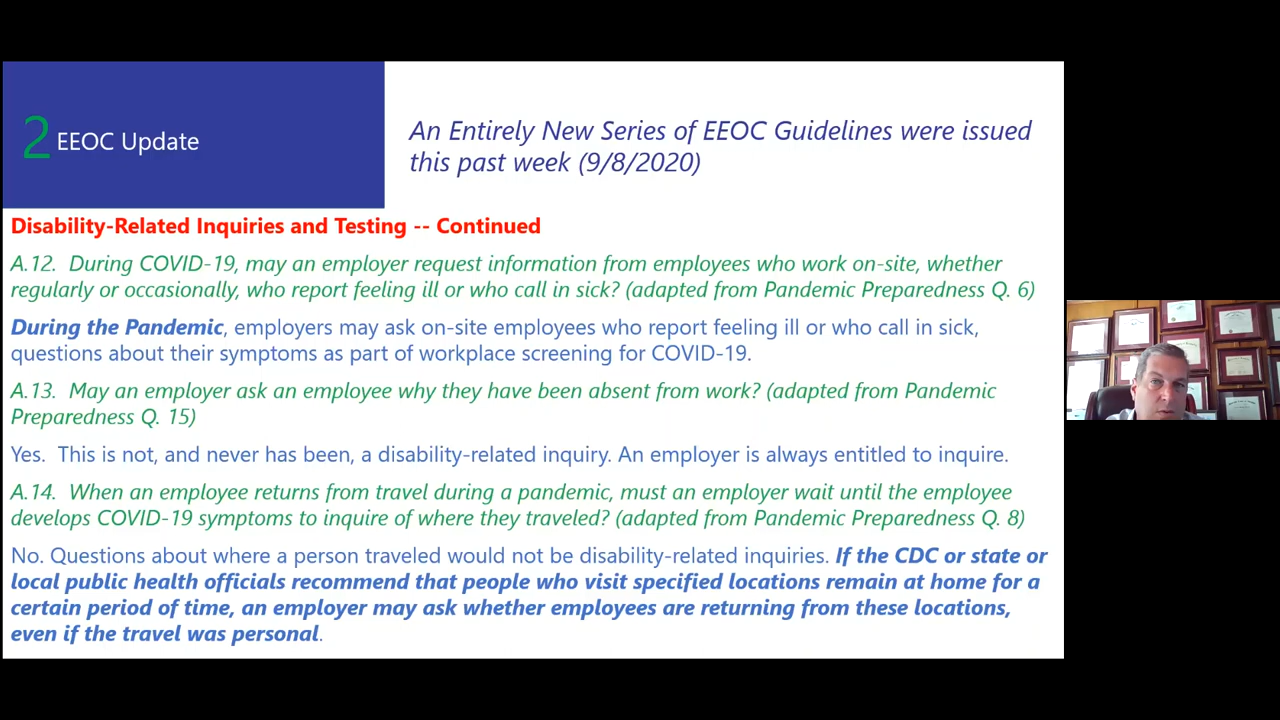 2 EEOC Update
An Entirely New Series of EEOC Guidelines were issued
this past week (9/8/2020)
Disability-Related Inquiries and Testing -- Continued
A.12. During COVID-19, may an employer request information from employees who work on-site, whether
regularly or occasionally, who report feeling ill or who call in sick? (adapted from Pandemic Preparedness Q. 6)
During the Pandemic, employers may ask on-site employees who report feeling ill or who call in sick,
questions about their symptoms as part of workplace screening for COVID-19.
A.13. May an employer ask an employee why they have been absent from work? (adapted from Pandemic
Preparedness Q. 15)
Yes. This is not, and never has been, a disability-related inquiry. An employer is always entitled to inquire.
A.14. When an employee returns from travel during a pandemic, must an employer wait until the employee
develops COVID-19 symptoms to inquire of where they traveled? (adapted from Pandemic Preparedness Q. 8)
No. Questions about where a person traveled would not be disability-related inquiries. If the CDC or state or
local public health officials recommend that people who visit specified locations remain at home for a
certain period of time, an employer may ask whether employees are returning from these locations,
even if the travel was personal.